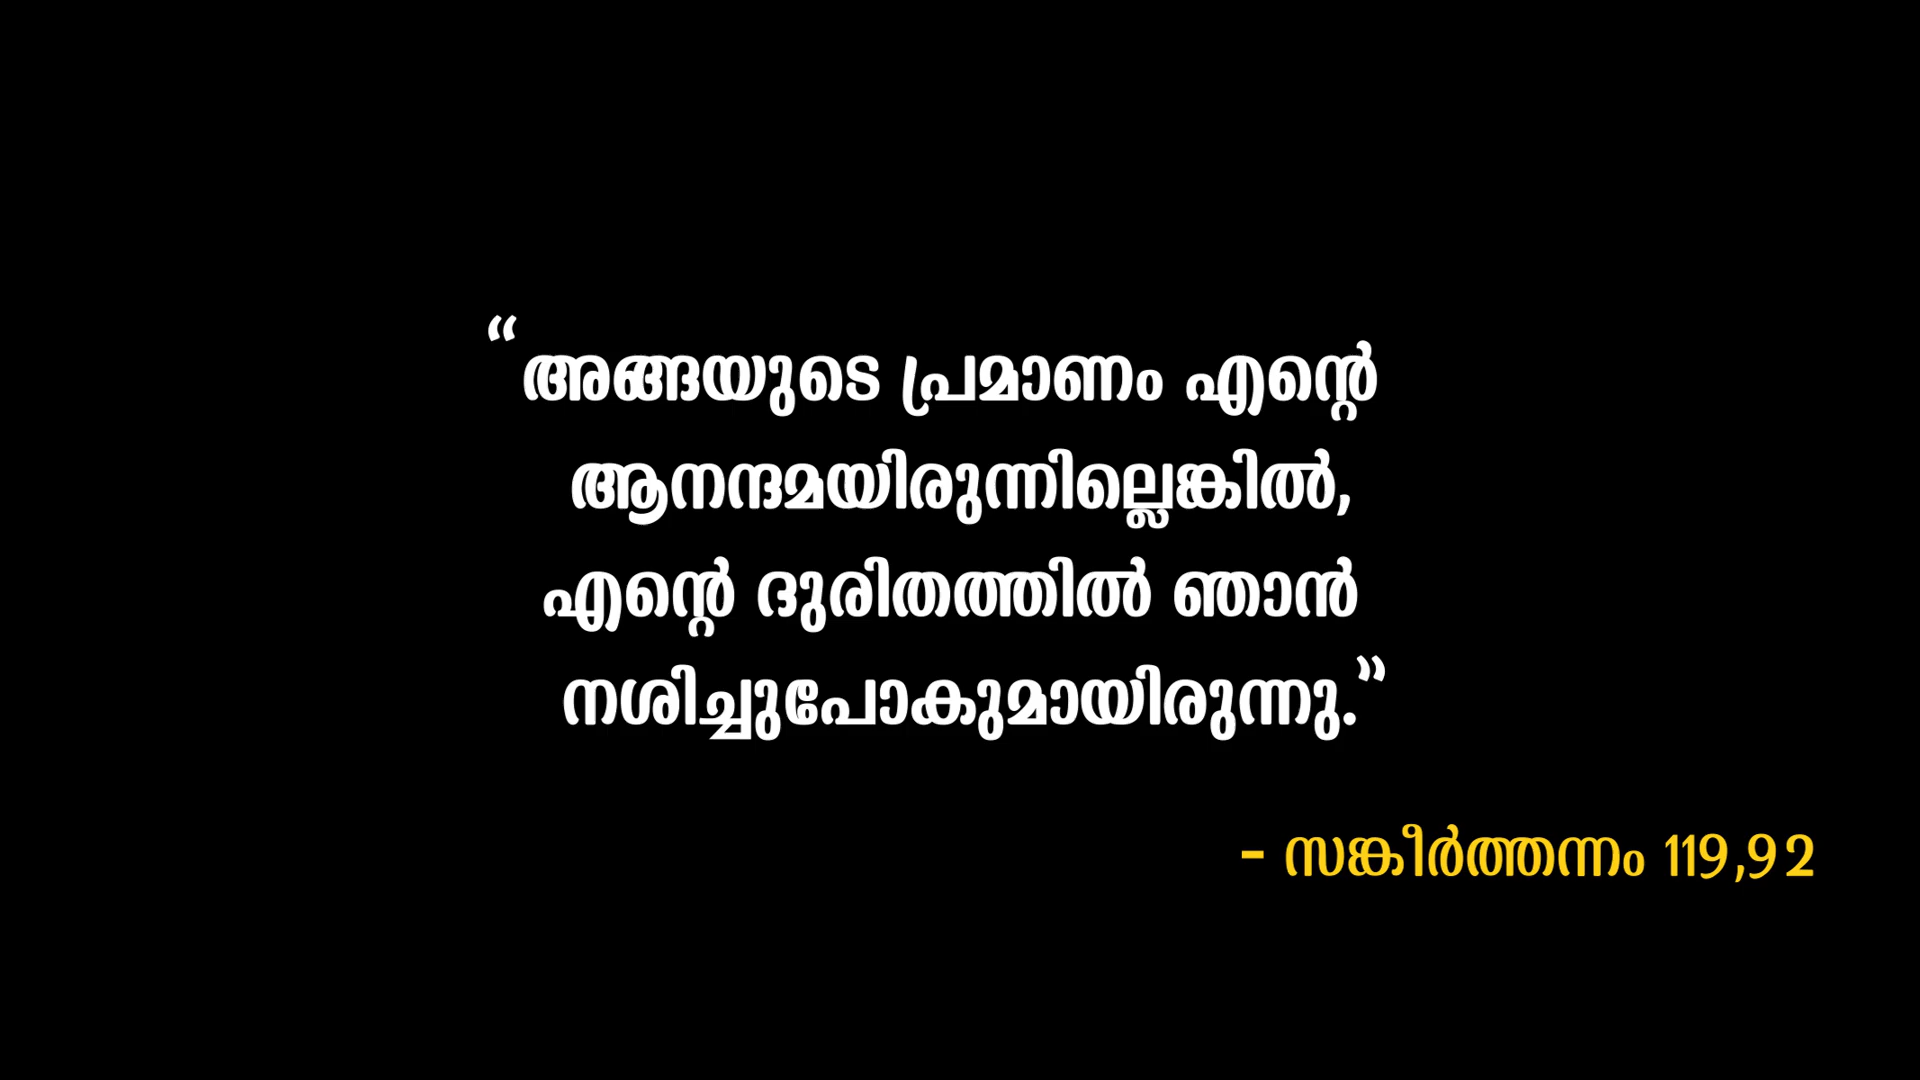 “അങ്ങയുടെ പ്രമാണം എന്റെ
ആനന്ദമയിരുന്നില്ലെങ്കിൽ,
എന്റെ ദുരിതത്തിൽ ഞാൻ
നശിച്ചുപോകുമായിരുന്നു.”
- സങ്കീർത്തന്നം 119,92